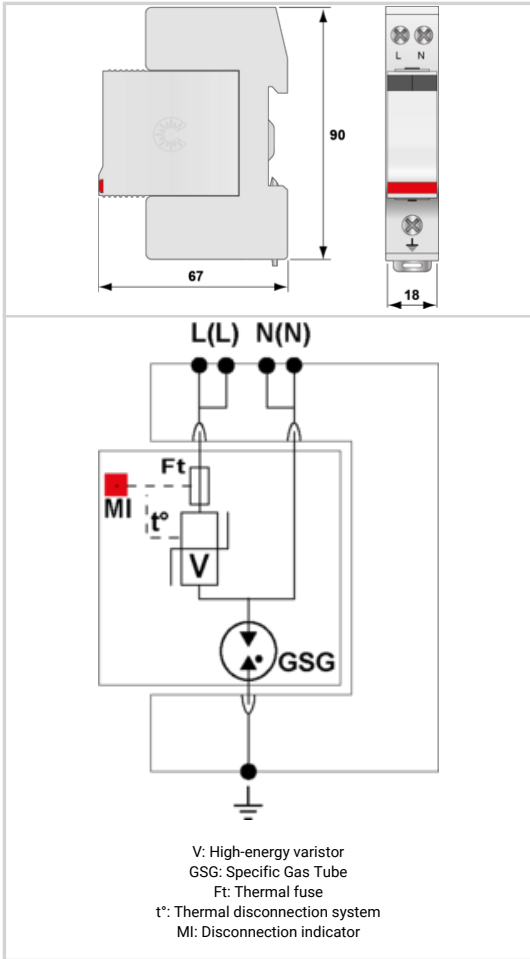 L N
90
67
18
L(L) N(N)
Ft
MI
t°
V
GSG
V: High-energy varistor
GSG: Specific Gas Tube
Ft: Thermal fuse
t°: Thermal disconnection system
MI: Disconnection indicator